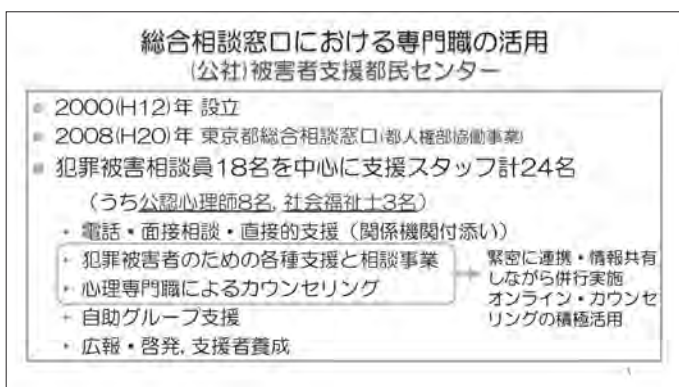 総合相談窓口における専門職の活用
(公社)被害者支援都民センター
2000(H12)年 設立
2008(H20)年 東京都総合相談窓口(都人権部協働事業)
犯罪被害相談員18名を中心に支援スタッフ計24名
(うち公認心理師8名, 社会福祉士3名)
・電話・面接相談・直接的支援(関係機関付添い)
・犯罪被害者のための各種支援と相談事業
・心理専門職によるカウンセリング
緊密に連携・情報共有
しながら併行実施
オンライン・カウンセ
リングの積極活用
・自助グループ支援
・広報・啓発, 支援者養成
1